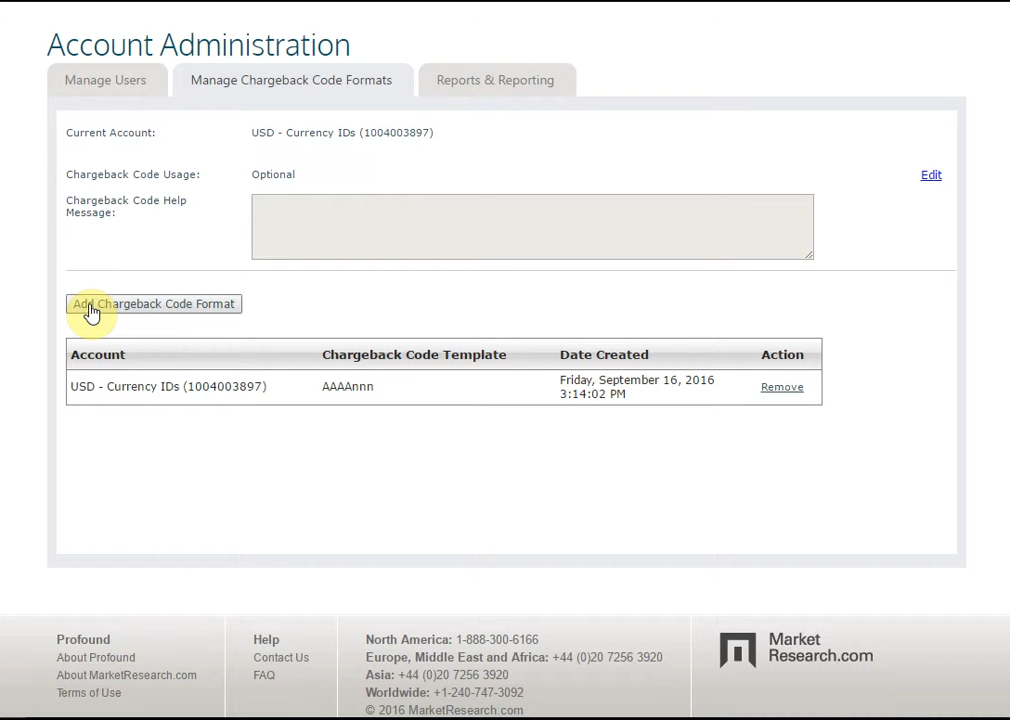 Account Administration
Manage Users
Manage Chargeback Code Formats
Reports & Reporting
Current Account:
USD - Currency IDs (1004003897)
Chargeback Code Usage:
Optional
Edit
Chargeback Code Help
Message:
Add Chargeback Code Format
Account
Chargeback Code Template
Date Created
Action
USD - Currency IDs (1004003897)
AAAAnnn
Friday, September 16, 2016
3:14:02 PM
Remove
Profound
About Profound
About MarketResearch.com
Terms of Use
Help
Contact Us
FAQ
North America: 1-888-300-6166
Europe, Middle East and Africa: +44 (0)20 7256 3920
Asia: +44 (0)20 7256 3920
Worldwide: +1-240-747-3092
© 2016 MarketResearch.com
Market
Research.com